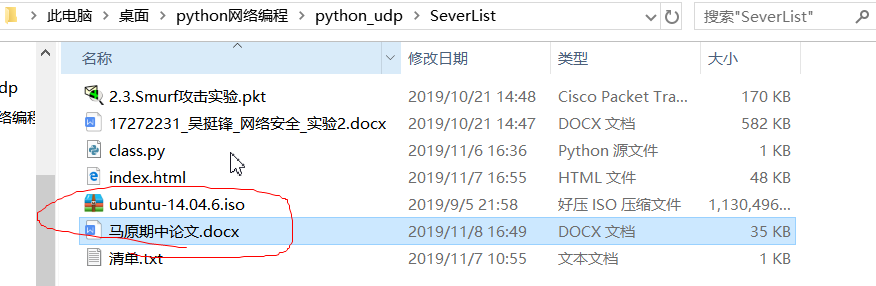 此电脑 › 桌面 › python网络编程 › python_udp › SeverList
搜索"SeverList"
名称 修改日期 类型 大小
dp
络编程
2.3.Smurf攻击实验.pkt 2019/10/21 14:48 Cisco Packet Tra... 170 KB
17272231_吴挺锋_网络安全_实验2.docx 2019/10/21 14:47 DOCX 文档 582 KB
class.py 2019/11/6 16:36 Python 源文件 1 KB
index.html 2019/11/7 16:55 HTML 文件 48 KB
ubuntu-14.04.6.iso 2019/9/5 21:58 好压 ISO 压缩文件 1,130,496...
马原期中论文.docx 2019/11/8 16:49 DOCX 文档 35 KB
清单.txt 2019/11/7 10:55 文本文档 1 KB